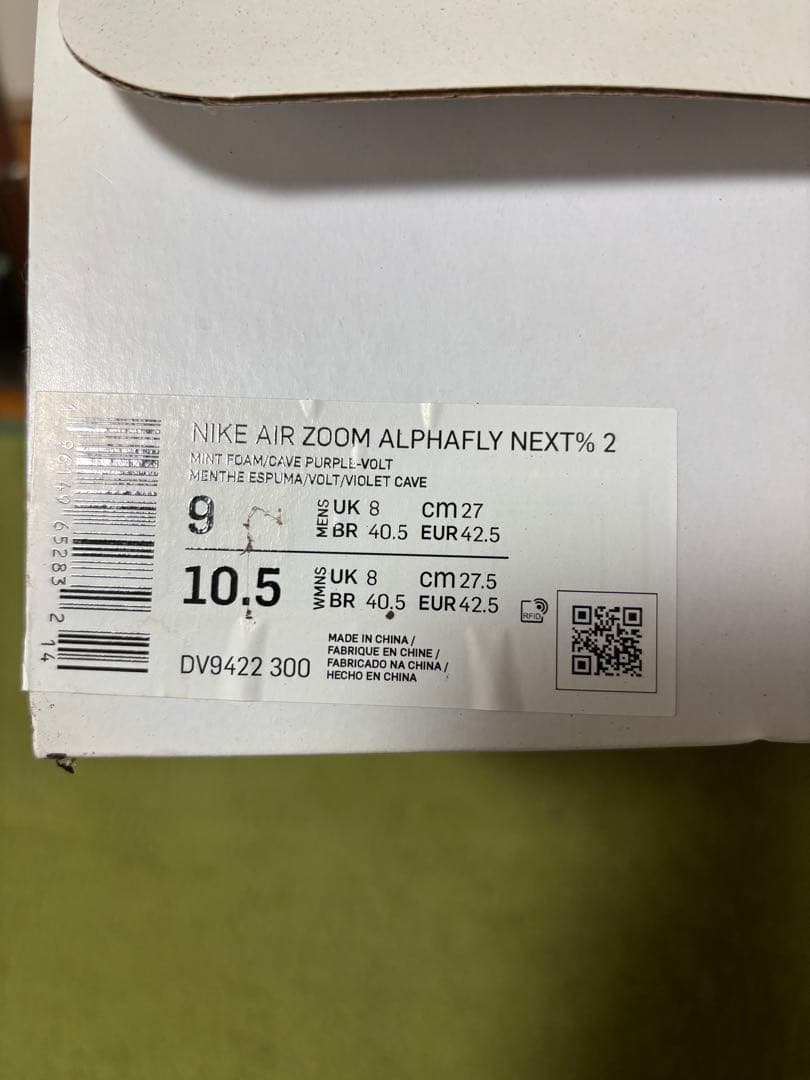 NIKE AIR ZOOM ALPHAFLY NEXT% 2
MINT FOAM/CAVE PURPLE-VOLT
MENTHE ESPUMA/VOLT/VIOLET CAVE
9 MENS UK 8 cm 27
BR 40.5 EUR 42.5
10.5 WMNS UK 8 cm 27.5
BR 40.5 EUR 42.5
RFID
DV9422 300
MADE IN CHINA /
FABRIQUE EN CHINE /
FABRICADO NA CHINA /
HECHO EN CHINA
65283 2 14